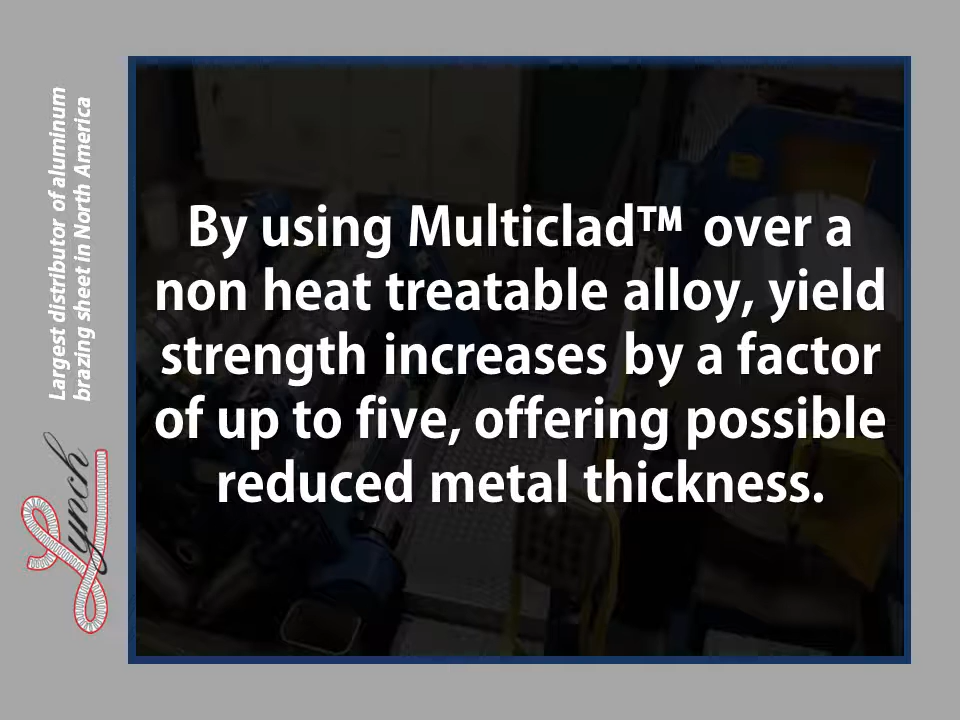 Largest distributor of aluminum
brazing sheet in North America
Lynch
By using Multiclad™ over a
non heat treatable alloy, yield
strength increases by a factor
of up to five, offering possible
reduced metal thickness.